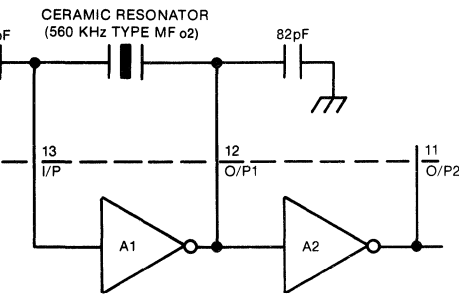 CERAMIC RESONATOR
(560 KHz TYPE MF o2)
pF
82pF
13
12
11
I/P
O/P1
O/P2
A1
A2